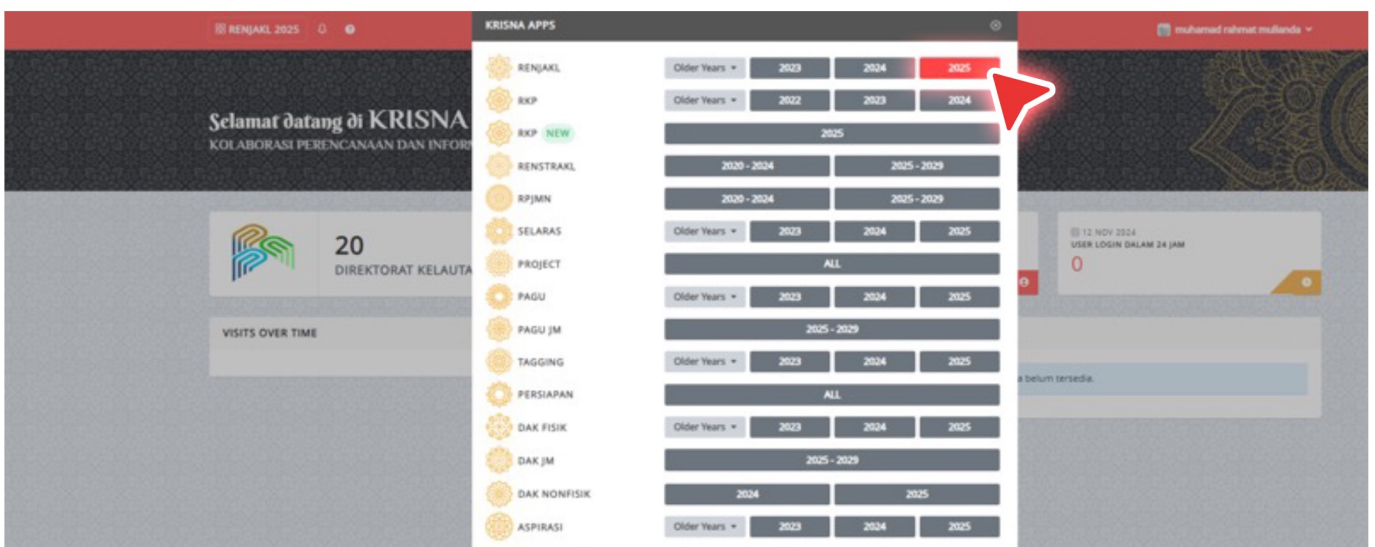 RENJAKL 2025
KRISNA APPS
muhamad rahmat mullanda
Selamat datang di KRISNA
KOLABORASI PERENCANAAN DAN INFOR
RENJAKL Older Years 2023 2024 2025
RKP Older Years 2022 2023 2024
RKP NEW 2025
RENSTRAKL 2020 - 2024 2025 - 2029
RPJMN 2020 - 2024 2025 - 2029
SELARAS Older Years 2023 2024 2025
PROJECT ALL
PAGU Older Years 2023 2024 2025
PAGU JM 2025 - 2029
TAGGING Older Years 2023 2024 2025
PERSIAPAN ALL
DAK FISIK Older Years 2023 2024 2025
DAK JM 2025 - 2029
DAK NONFISIK 2024 2025
ASPIRASI Older Years 2023 2024 2025
20
DIREKTORAT KELAUTA
12 NOV 2024
USER LOGIN DALAM 24 JAM
0
VISITS OVER TIME
a belum tersedia.